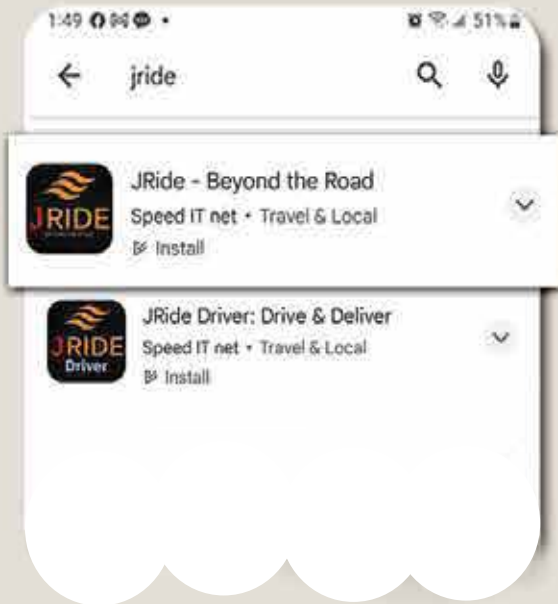 1:49 51%
jride
JRIDE
JRide - Beyond the Road
Speed IT net • Travel & Local
Install
JRIDE
Driver
JRide Driver: Drive & Deliver
Speed IT net • Travel & Local
Install